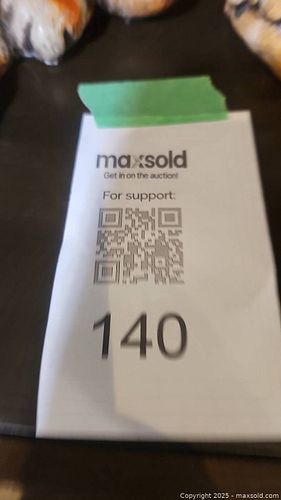 maxsold
Get in on the auction!
For support:
140
Copyright 2025 - maxsold.com